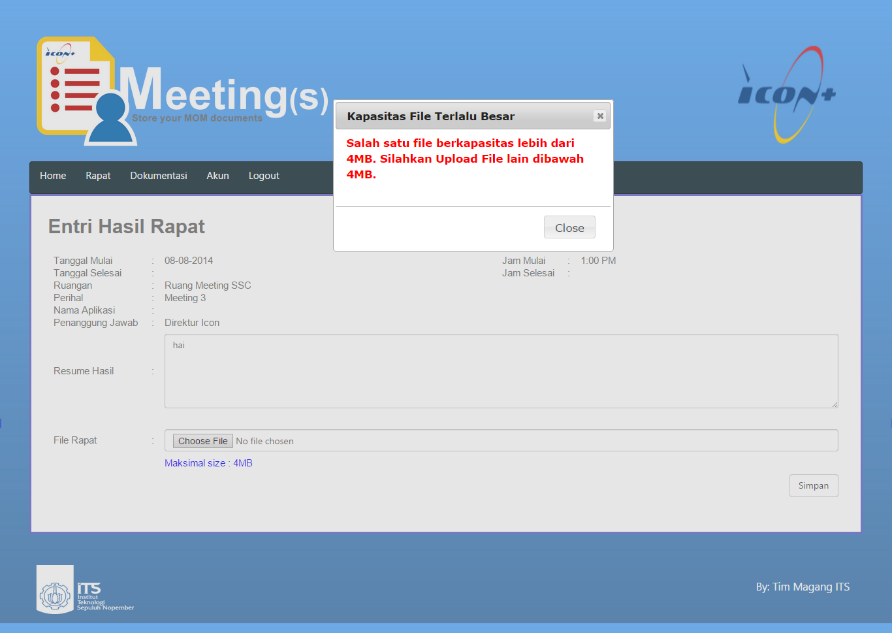 iCON+
Meeting(s)
Store your MOM documents
iCON+
Kapasitas File Terlalu Besar
Salah satu file berkapasitas lebih dari
4MB. Silahkan Upload File lain dibawah
4MB.
Close
Home Rapat Dokumentasi Akun Logout
Entri Hasil Rapat
Tanggal Mulai : 08-08-2014 Jam Mulai : 1:00 PM
Tanggal Selesai : Jam Selesai :
Ruangan : Ruang Meeting SSC
Perihal : Meeting 3
Nama Aplikasi :
Penanggung Jawab : Direktur Icon
hai
Resume Hasil :
File Rapat : Choose File No file chosen
Maksimal size : 4MB
Simpan
iTS
Institut
Teknologi
Sepuluh Nopember
By: Tim Magang ITS